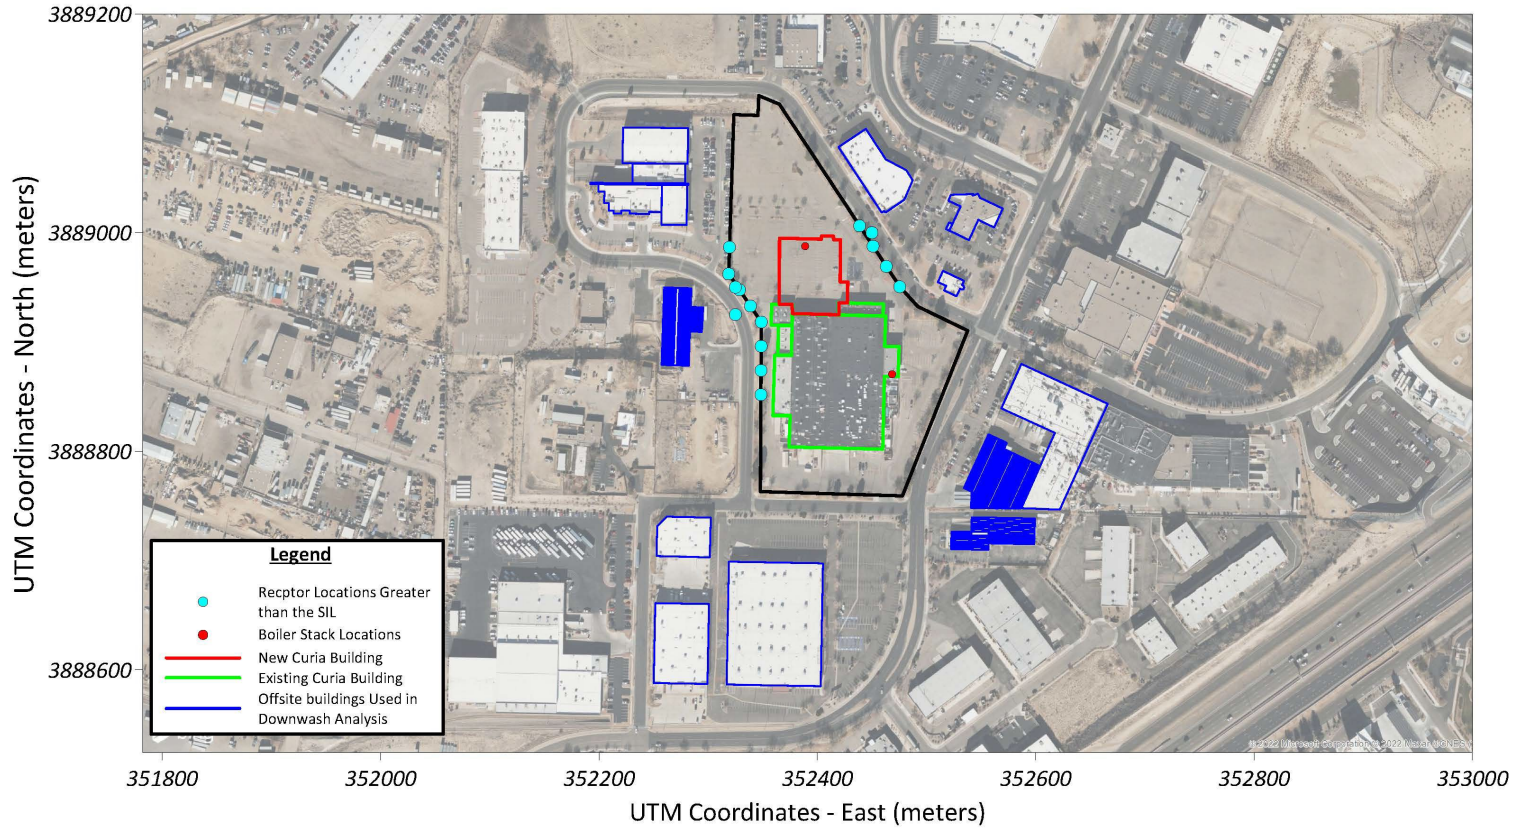 3889200
3889000
3888800
3888600
UTM Coordinates - North (meters)
Legend
Recptor Locations Greater
than the SIL
Boiler Stack Locations
New Curia Building
Existing Curia Building
Offsite buildings Used in
Downwash Analysis
351800
352000
352200
352400
352600
352800
353000
UTM Coordinates - East (meters)